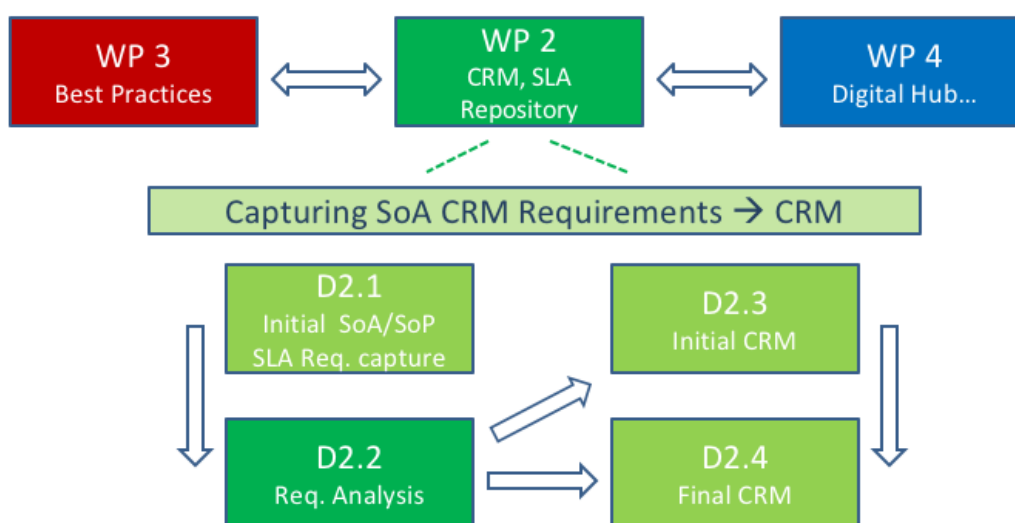 WP 3
Best Practices
WP 2
CRM, SLA
Repository
WP 4
Digital Hub...
Capturing SoA CRM Requirements → CRM
D2.1
Initial SoA/SoP
SLA Req. capture
D2.3
Initial CRM
D2.2
Req. Analysis
D2.4
Final CRM